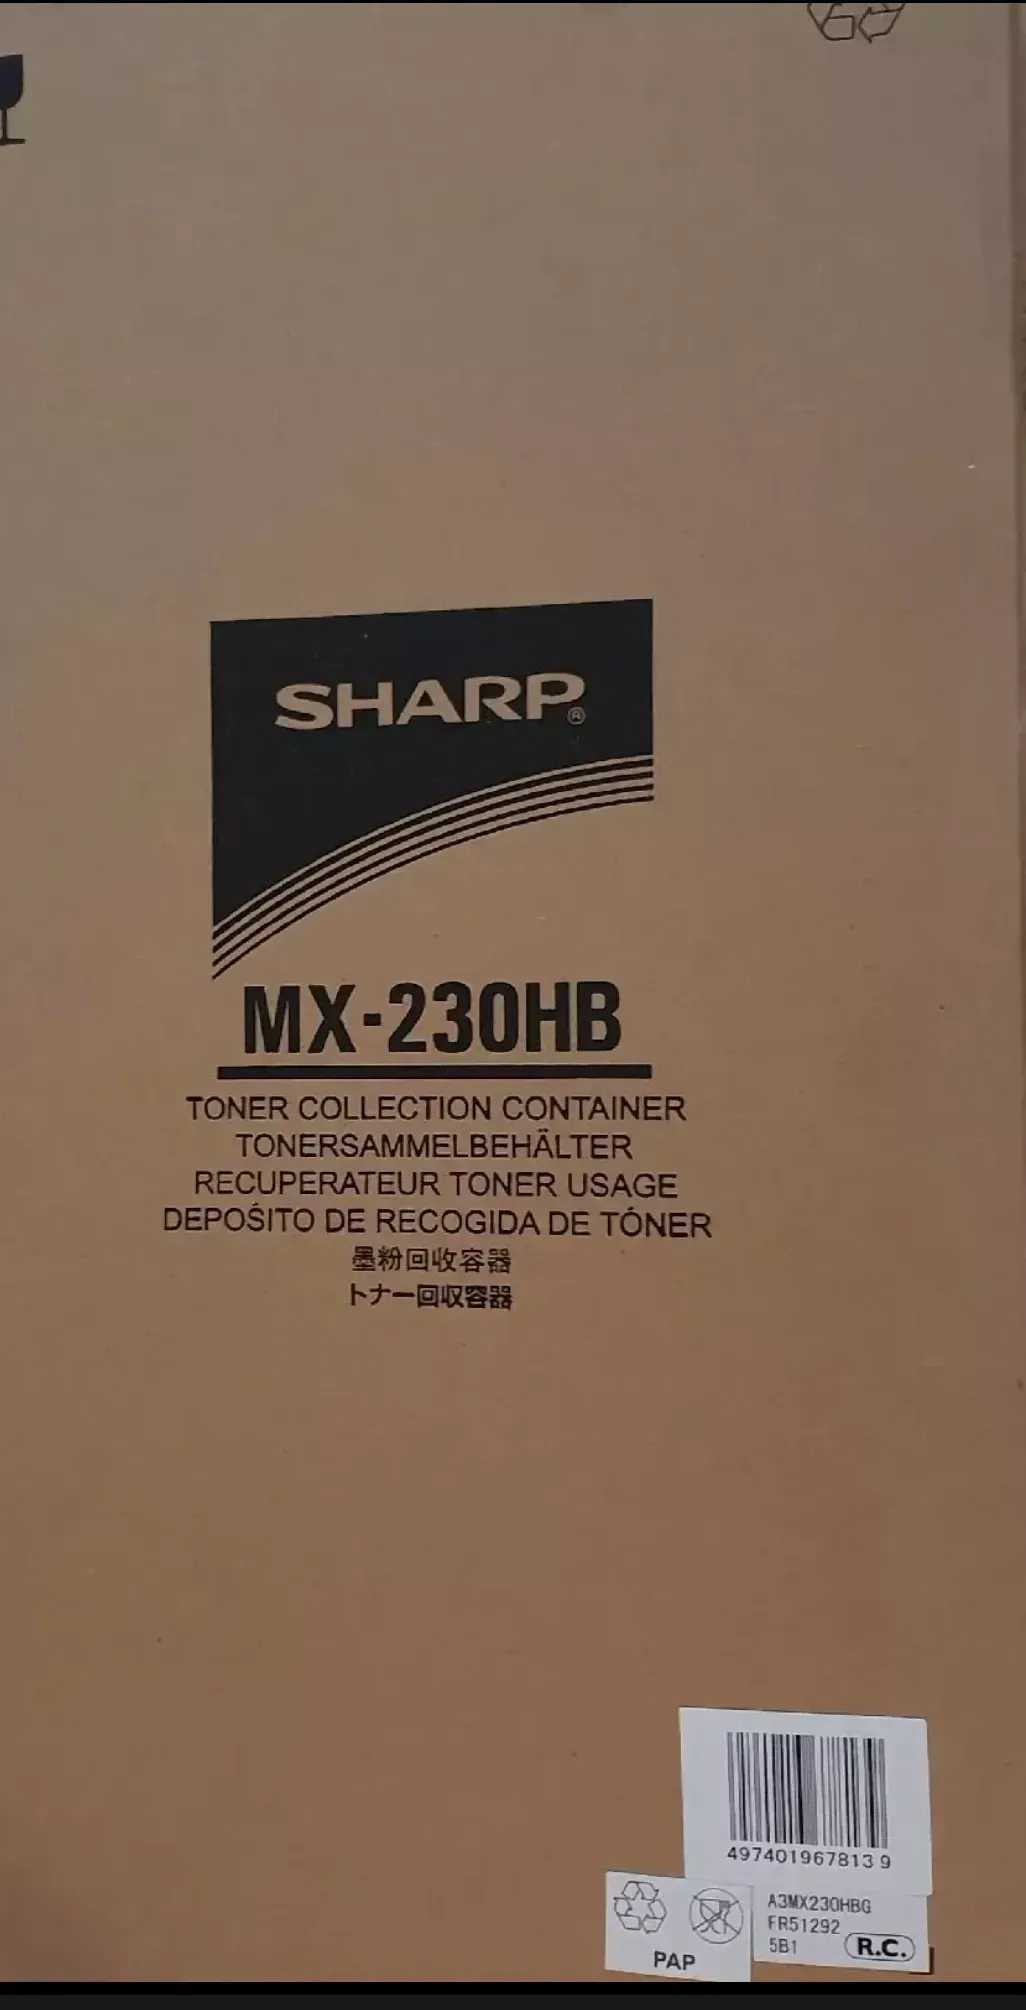 SHARP®
MX-230HB
TONER COLLECTION CONTAINER
TONERSAMMELBEHÄLTER
RECUPERATEUR TONER USAGE
DEPOŚITO DE RECOGIDA DE TÓNER
墨粉回收容器
トナー回収容器
4974019678139
A3MX230HBG
FR51292
5B1
R.C.
PAP